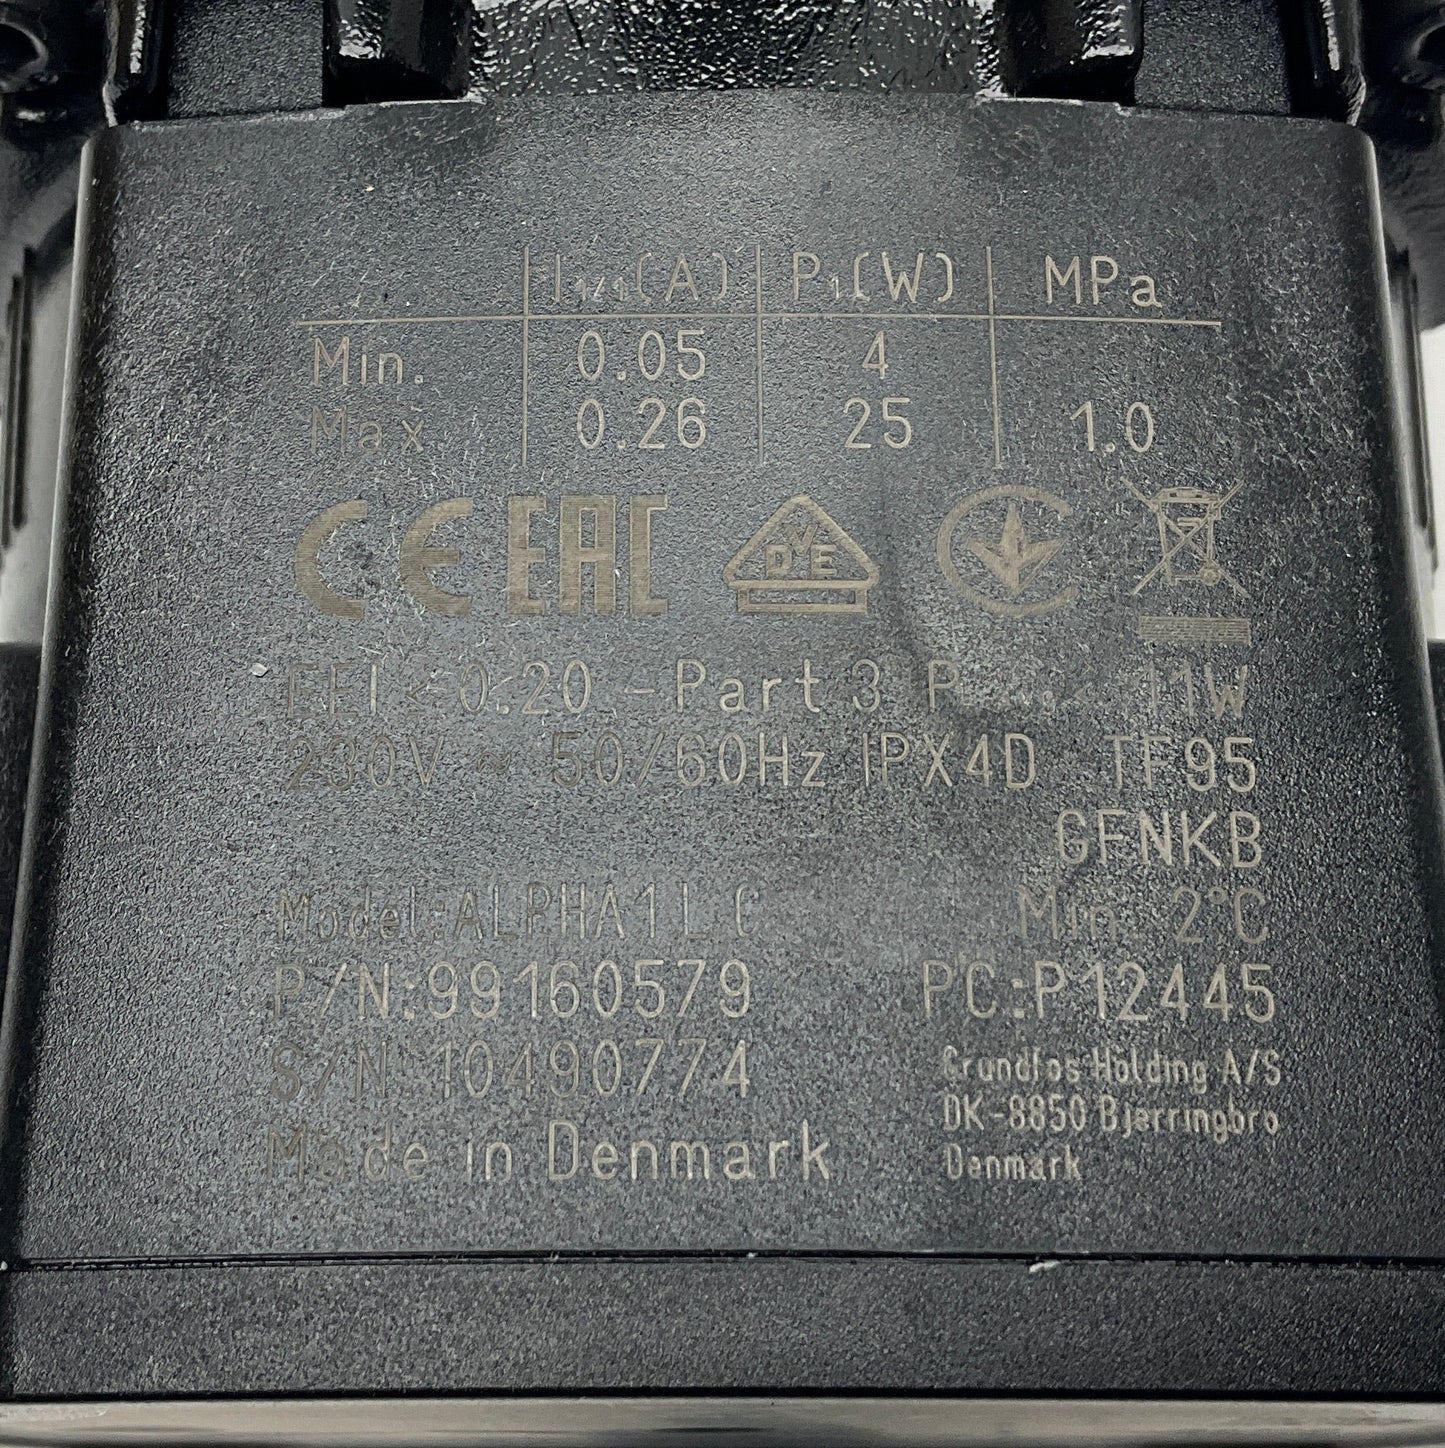 I1/1(A) P1(W) MPa
Min. 0.05 4
Max. 0.26 25 1.0
CE EAC VDE
EEI ≤ 0.20 - Part 3 P 11W
230V ~ 50/60Hz IPX4D TF95
GFNKB
Model:ALPHA1 L C Min 2°C
P/N:99160579 PC:P12445
S/N:10490774 Grundfos Holding A/S
DK-8850 Bjerringbro
Made in Denmark Danmark